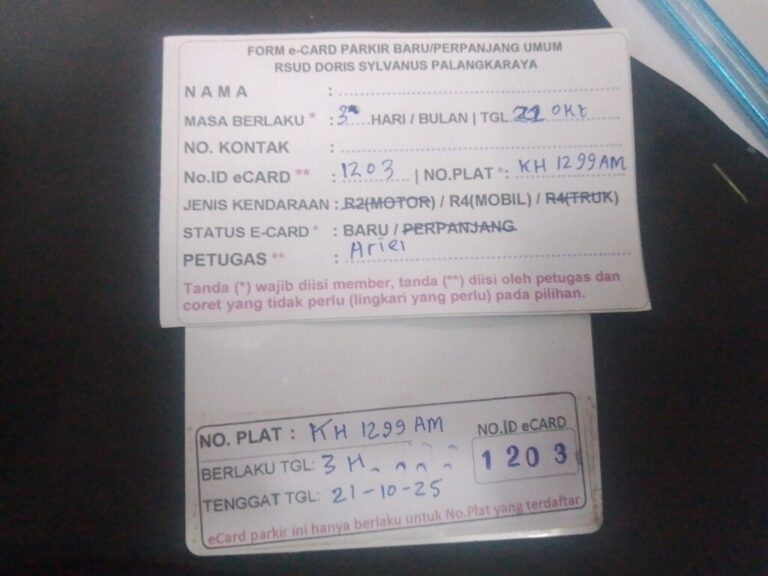 FORM e-CARD PARKIR BARU/PERPANJANG UMUM
RSUD DORIS SYLVANUS PALANGKARAYA
N A M A :
MASA BERLAKU * : 3 HARI / BULAN | TGL 21 Okt
NO. KONTAK :
No.ID eCARD ** : 1203 | NO.PLAT *: KH 1299 AM
JENIS KENDARAAN : R2(MOTOR) / R4(MOBIL) / R4(TRUK)
STATUS E-CARD * : BARU / PERPANJANG
PETUGAS ** : Ariel
Tanda (*) wajib diisi member, tanda (**) diisi oleh petugas dan
coret yang tidak perlu (lingkari yang perlu) pada pilihan.
NO. PLAT : KH 1299 AM
NO.ID eCARD
BERLAKU TGL: 3 H
1203
TENGGAT TGL: 21-10-25
eCard parkir ini hanya berlaku untuk No.Plat yang terdaftar